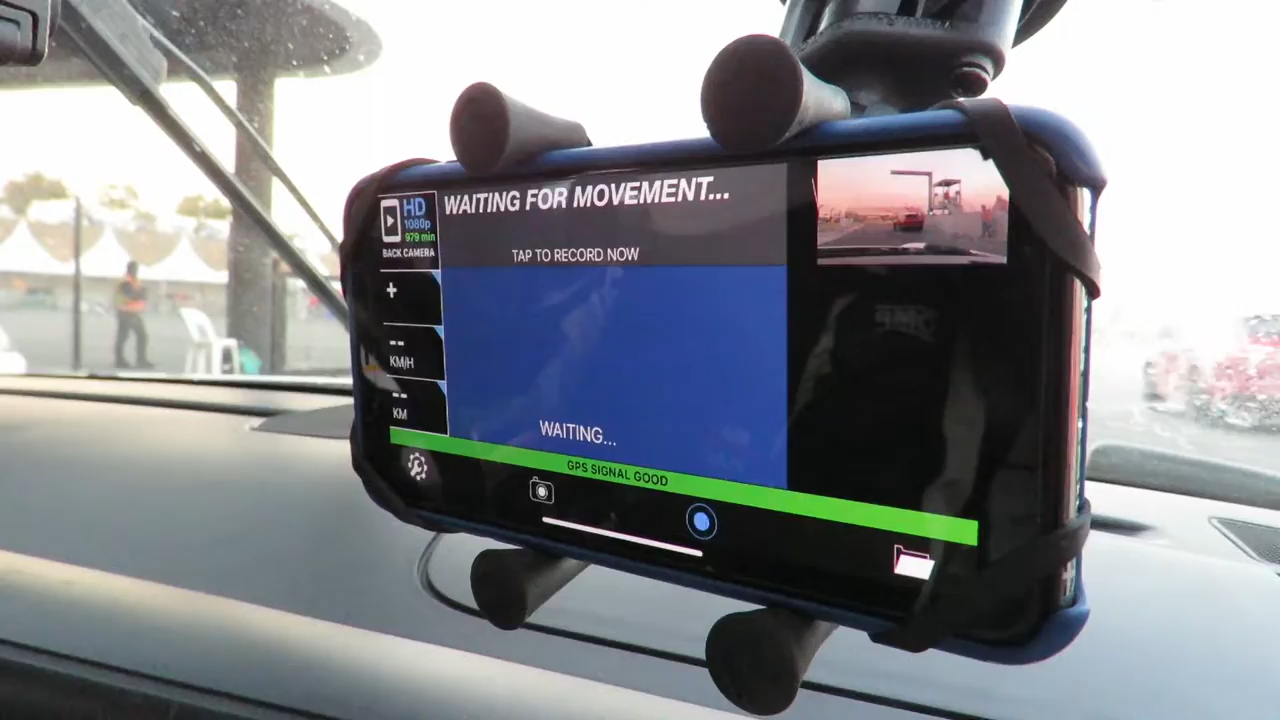 WAITING FOR MOVEMENT...
TAP TO RECORD NOW
HD
1080p
979 min
BACK CAMERA
+
--
KM/H
--
KM
WAITING...
GPS SIGNAL GOOD